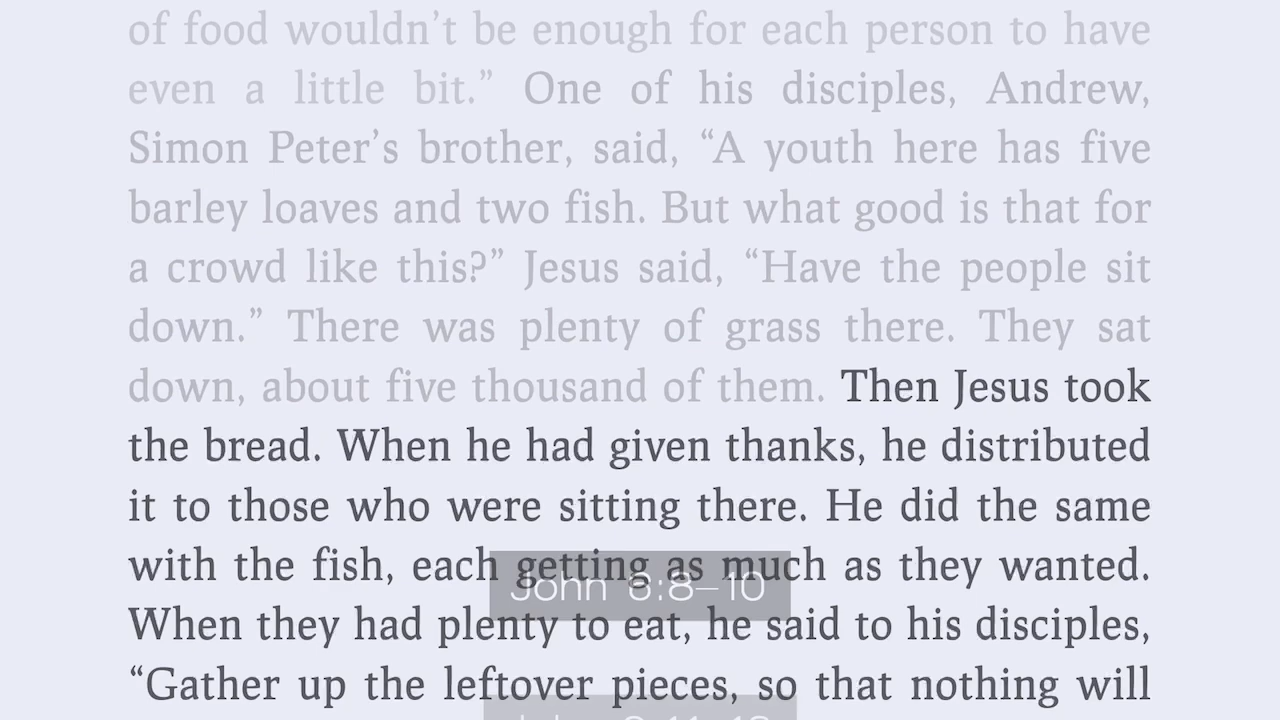 of food wouldn’t be enough for each person to have
even a little bit.” One of his disciples, Andrew,
Simon Peter’s brother, said, “A youth here has five
barley loaves and two fish. But what good is that for
a crowd like this?” Jesus said, “Have the people sit
down.” There was plenty of grass there. They sat
down, about five thousand of them. Then Jesus took
the bread. When he had given thanks, he distributed
it to those who were sitting there. He did the same
with the fish, each getting as much as they wanted.
John 6:8–10
When they had plenty to eat, he said to his disciples,
“Gather up the leftover pieces, so that nothing will